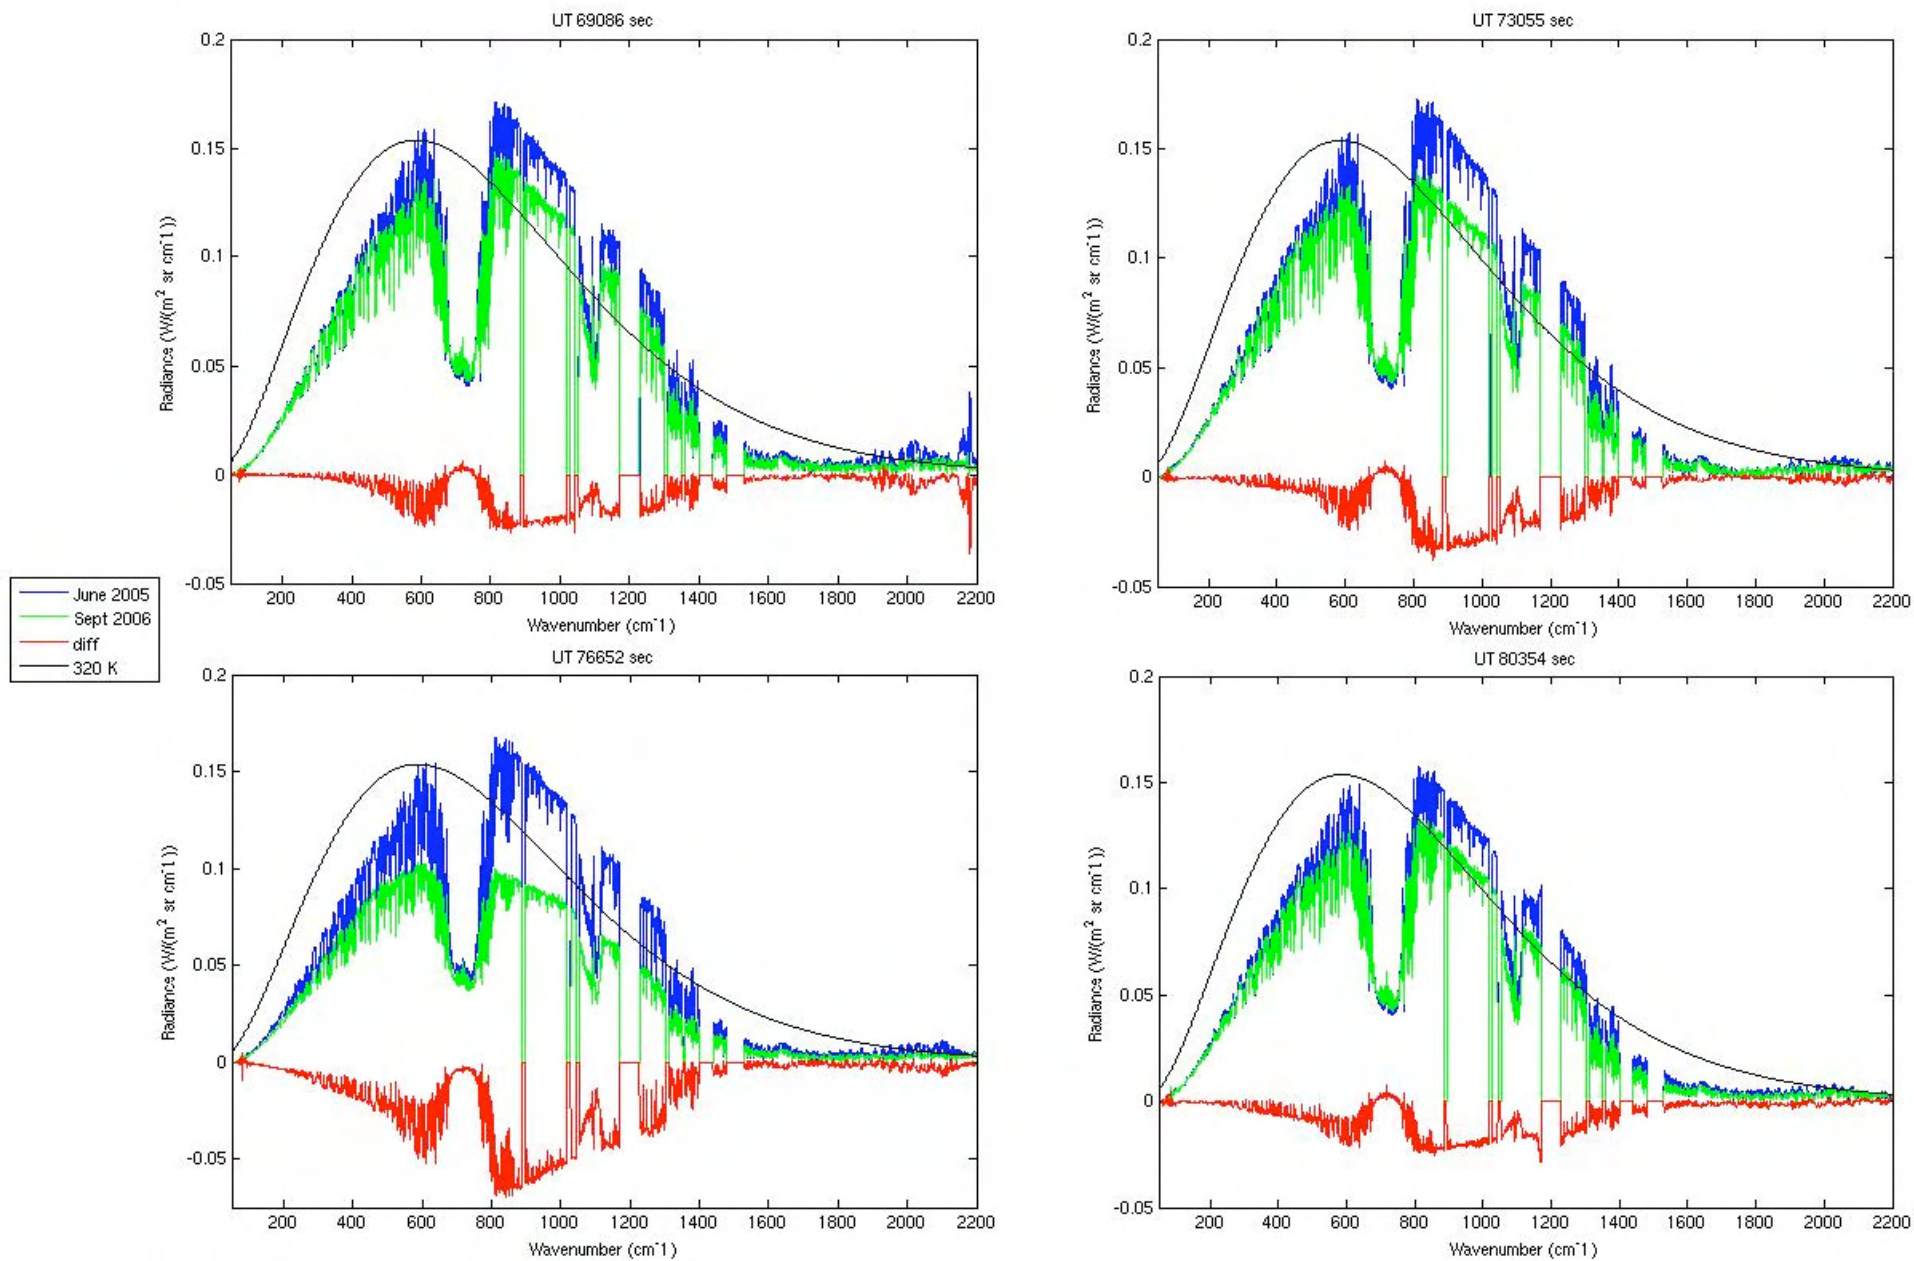 UT 69086 sec
0.2
0.15
0.1
0.05
0
-0.05
Radiance (W/(m² sr cm⁻1))
200 400 600 800 1000 1200 1400 1600 1800 2000 2200
Wavenumber (cm⁻1)
UT 73055 sec
0.2
0.15
0.1
0.05
0
-0.05
Radiance (W/(m² sr cm⁻1))
200 400 600 800 1000 1200 1400 1600 1800 2000 2200
Wavenumber (cm⁻1)
June 2005
Sept 2006
diff
320 K
UT 76652 sec
0.2
0.15
0.1
0.05
0
-0.05
Radiance (W/(m² sr cm⁻1))
200 400 600 800 1000 1200 1400 1600 1800 2000 2200
Wavenumber (cm⁻1)
UT 80354 sec
0.2
0.15
0.1
0.05
0
-0.05
Radiance (W/(m² sr cm⁻1))
200 400 600 800 1000 1200 1400 1600 1800 2000 2200
Wavenumber (cm⁻1)